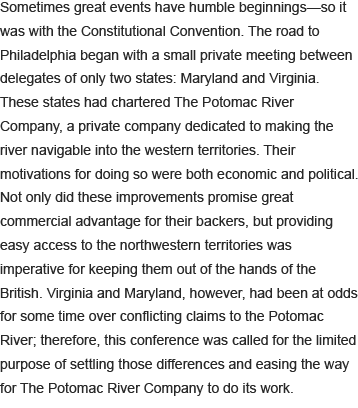 Sometimes great events have humble beginnings—so it
was with the Constitutional Convention. The road to
Philadelphia began with a small private meeting between
delegates of only two states: Maryland and Virginia.
These states had chartered The Potomac River
Company, a private company dedicated to making the
river navigable into the western territories. Their
motivations for doing so were both economic and political.
Not only did these improvements promise great
commercial advantage for their backers, but providing
easy access to the northwestern territories was
imperative for keeping them out of the hands of the
British. Virginia and Maryland, however, had been at odds
for some time over conflicting claims to the Potomac
River; therefore, this conference was called for the limited
purpose of settling those differences and easing the way
for The Potomac River Company to do its work.